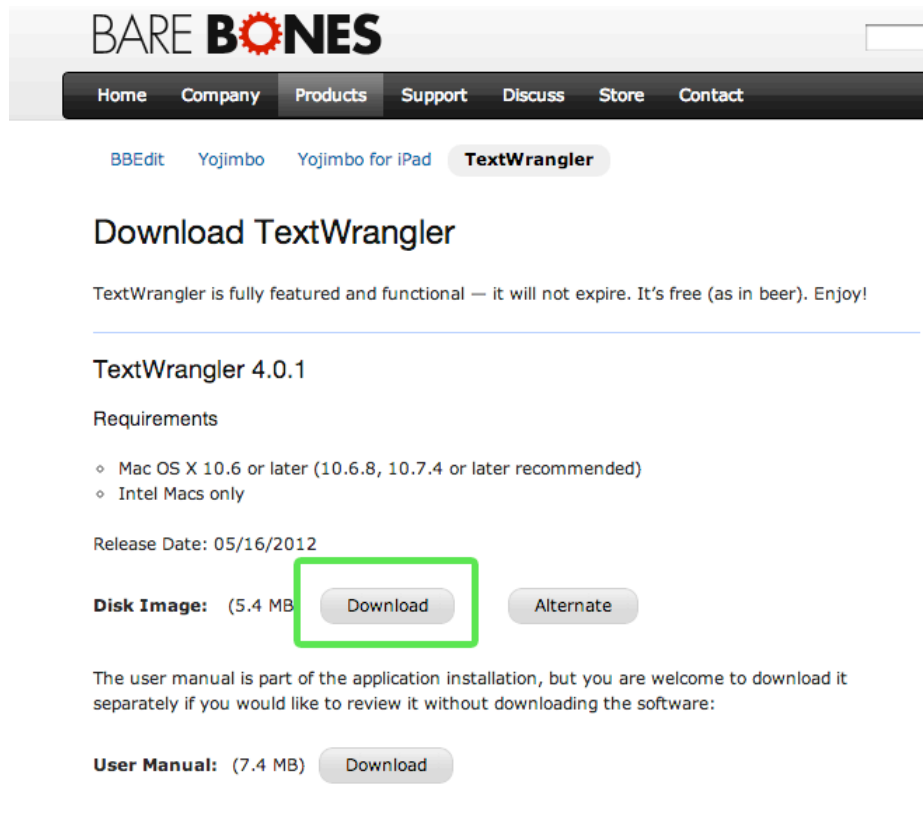 BARE BONES
Home Company Products Support Discuss Store Contact
BBEdit Yojimbo Yojimbo for iPad TextWrangler
Download TextWrangler
TextWrangler is fully featured and functional — it will not expire. It's free (as in beer). Enjoy!
TextWrangler 4.0.1
Requirements
Mac OS X 10.6 or later (10.6.8, 10.7.4 or later recommended)
Intel Macs only
Release Date: 05/16/2012
Disk Image: (5.4 MB Download Alternate
The user manual is part of the application installation, but you are welcome to download it
separately if you would like to review it without downloading the software:
User Manual: (7.4 MB) Download